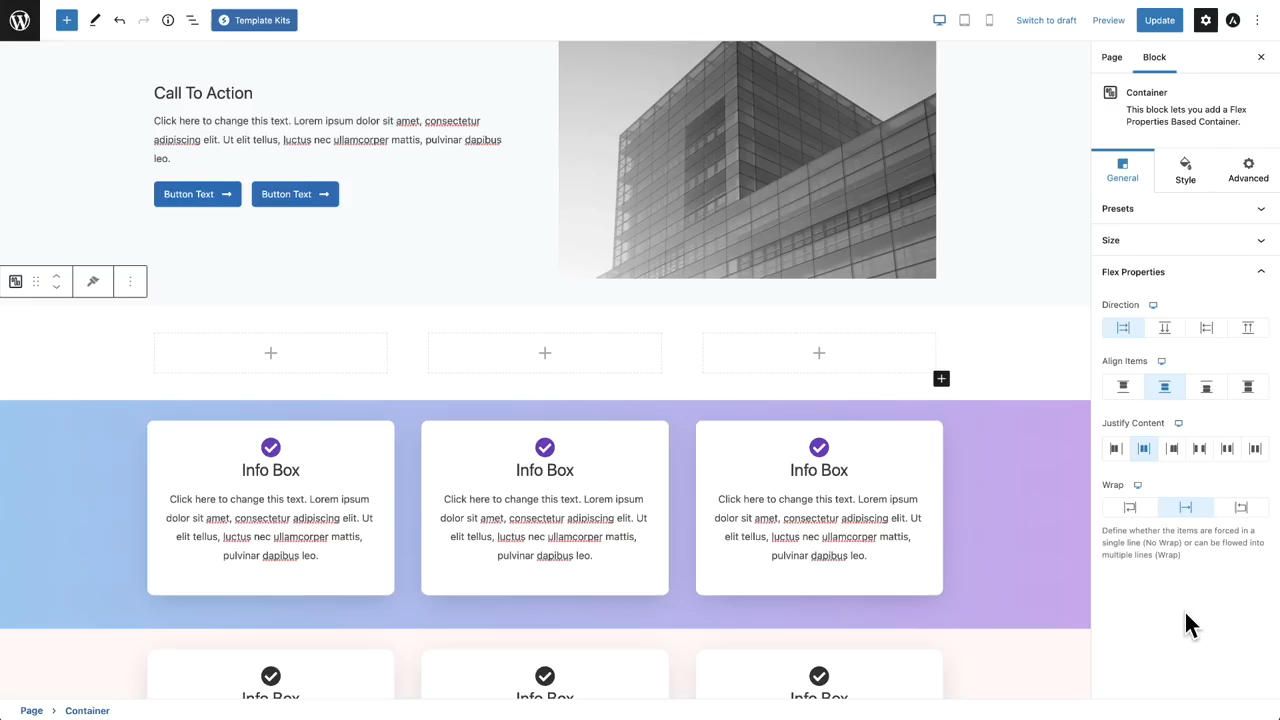 Template Kits
Switch to draft
Preview
Update
Call To Action
Click here to change this text. Lorem ipsum dolor sit amet, consectetur
adipiscing elit. Ut elit tellus, luctus nec ullamcorper mattis, pulvinar dapibus
leo.
Button Text
Button Text
Info Box
Click here to change this text. Lorem ipsum
dolor sit amet, consectetur adipiscing elit. Ut
elit tellus, luctus nec ullamcorper mattis,
pulvinar dapibus leo.
Info Box
Click here to change this text. Lorem ipsum
dolor sit amet, consectetur adipiscing elit. Ut
elit tellus, luctus nec ullamcorper mattis,
pulvinar dapibus leo.
Info Box
Click here to change this text. Lorem ipsum
dolor sit amet, consectetur adipiscing elit. Ut
elit tellus, luctus nec ullamcorper mattis,
pulvinar dapibus leo.
Info Box
Info Box
Info Box
Page
Block
Container
This block lets you add a Flex
Properties Based Container.
General
Style
Advanced
Presets
Size
Flex Properties
Direction
Align Items
Justify Content
Wrap
Define whether the items are forced in a
single line (No Wrap) or can be flowed into
multiple lines (Wrap)
Page
Container